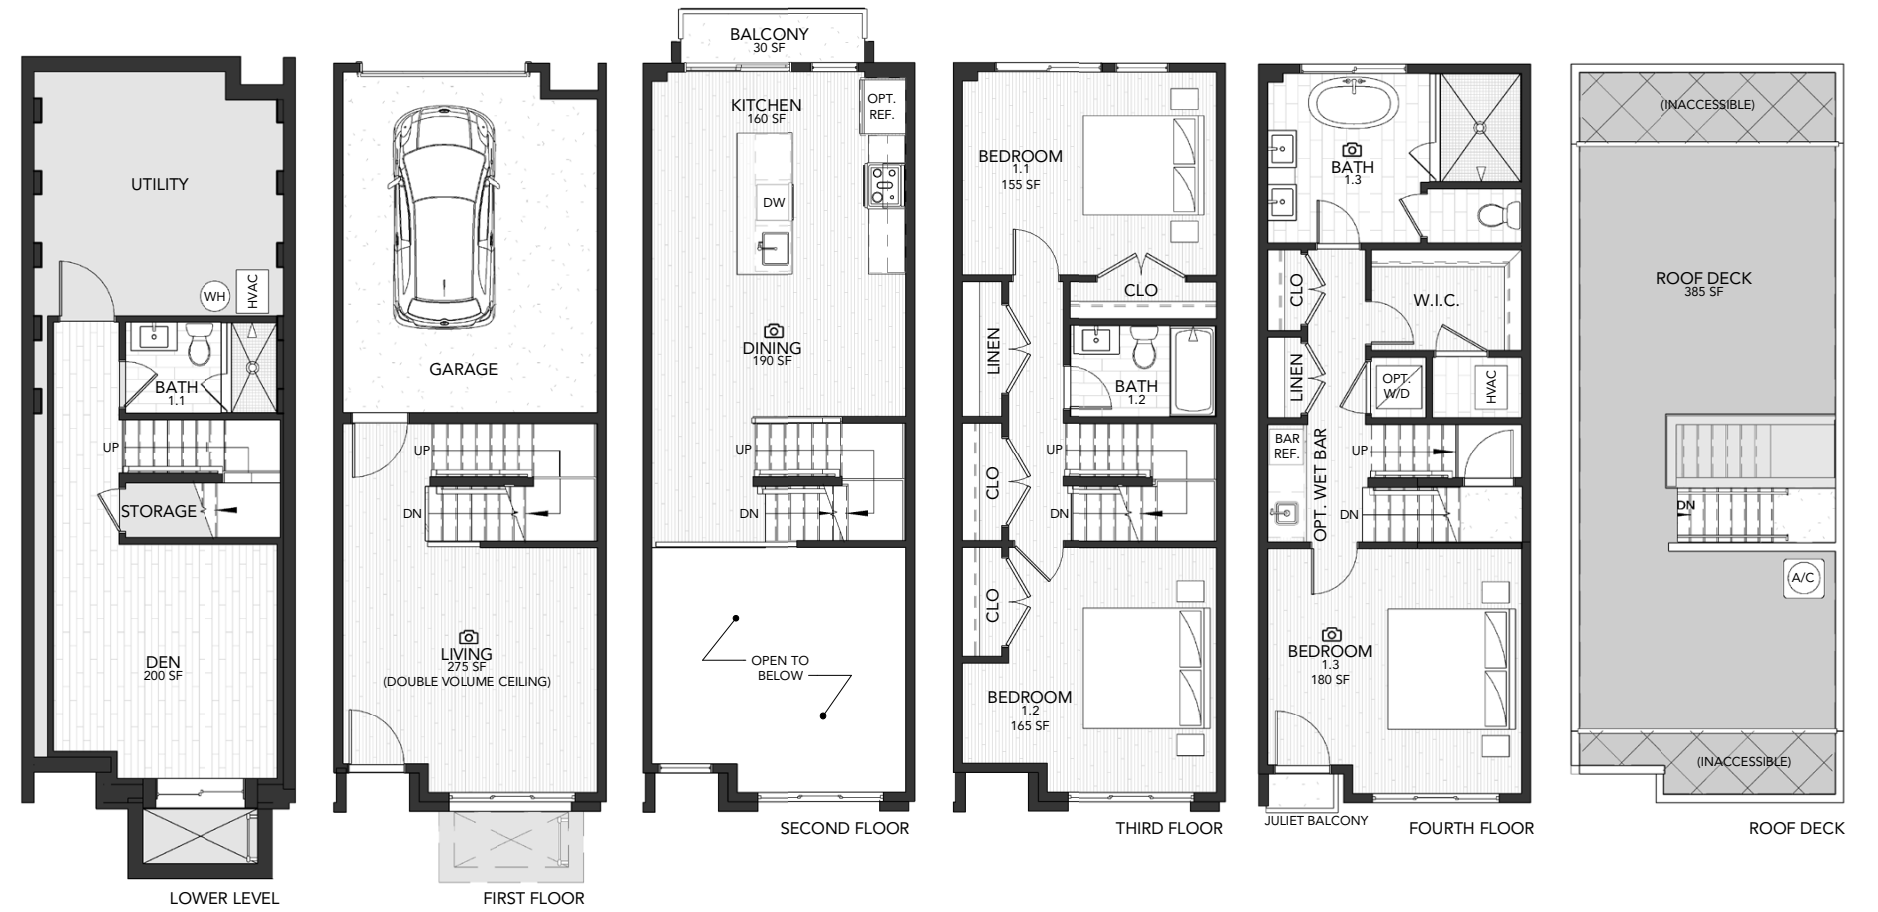 UTILITY
WH
HVAC
BATH
1.1
UP
STORAGE
DEN
200 SF
LOWER LEVEL
GARAGE
UP
DN
LIVING
275 SF
(DOUBLE VOLUME CEILING)
FIRST FLOOR
BALCONY
30 SF
KITCHEN
160 SF
OPT.
REF.
DW
DINING
190 SF
UP
DN
OPEN TO
BELOW
SECOND FLOOR
BEDROOM
1.1
155 SF
CLO
LINEN
BATH
1.2
UP
CLO
DN
CLO
BEDROOM
1.2
165 SF
THIRD FLOOR
BATH
1.3
CLO
W.I.C.
LINEN
OPT.
W/D
HVAC
BAR
REF.
OPT. WET BAR
UP
DN
BEDROOM
1.3
180 SF
JULIET BALCONY
FOURTH FLOOR
(INACCESSIBLE)
ROOF DECK
385 SF
DN
A/C
(INACCESSIBLE)
ROOF DECK